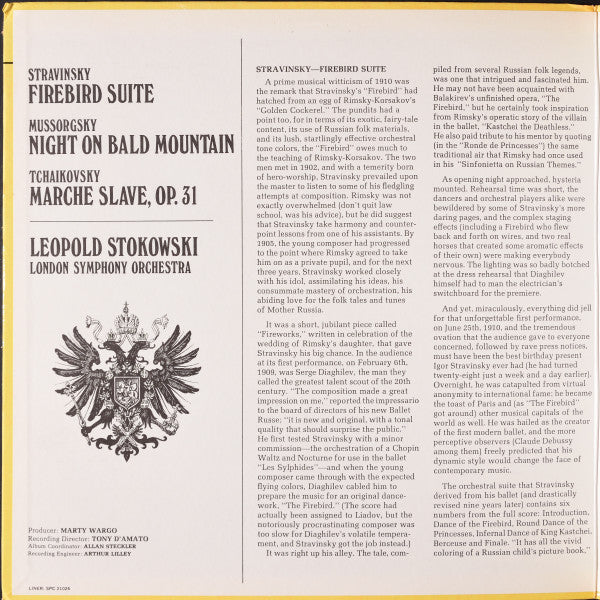 STRAVINSKY
FIREBIRD SUITE
MUSSORGSKY
NIGHT ON BALD MOUNTAIN
TCHAIKOVSKY
MARCHE SLAVE, OP. 31
LEOPOLD STOKOWSKI
LONDON SYMPHONY ORCHESTRA
Producer: MARTY WARGO
Recording Director: TONY D'AMATO
Album Coordinator: ALLAN STECKLER
Recording Engineer: ARTHUR LILLEY
LINER: SPC 21026
STRAVINSKY—FIREBIRD SUITE
A prime musical witticism of 1910 was
the remark that Stravinsky's "Firebird" had
hatched from an egg of Rimsky-Korsakov's
"Golden Cockerel." The pundits had a
point too, for in terms of its exotic, fairy-tale
content, its use of Russian folk materials,
and its lush, startlingly effective orchestral
tone colors, the "Firebird" owes much to
the teaching of Rimsky-Korsakov. The two
men met in 1902, and with a temerity born
of hero-worship, Stravinsky prevailed upon
the master to listen to some of his fledgling
attempts at composition. Rimsky was not
exactly overwhelmed (don't quit law
school, was his advice), but he did suggest
that Stravinsky take harmony and counter-
point lessons from one of his assistants. By
1905, the young composer had progressed
to the point where Rimsky agreed to take
him on as a private pupil, and for the next
three years, Stravinsky worked closely
with his idol, assimilating his ideas, his
consummate mastery of orchestration, his
abiding love for the folk tales and tunes
of Mother Russia.
It was a short, jubilant piece called
"Fireworks," written in celebration of the
wedding of Rimsky's daughter, that gave
Stravinsky his big chance. In the audience
at its first performance, on February 6th,
1909, was Serge Diaghilev, the man they
called the greatest talent scout of the 20th
century. "The composition made a great
impression on me," reported the impressario
to the board of directors of his new Ballet
Russe: "it is new and original, with a tonal
quality that should surprise the public."
He first tested Stravinsky with a minor
commission—the orchestration of a Chopin
Waltz and Nocturne for use in the ballet
"Les Sylphides"—and when the young
composer came through with the expected
flying colors, Diaghilev cabled him to
prepare the music for an original dance-
work, "The Firebird." (The score had
actually been assigned to Liadov, but the
notoriously procrastinating composer was
too slow for Diaghilev's volatile tempera-
ment, and Stravinsky got the job instead.)
It was right up his alley. The tale, com-
piled from several Russian folk legends,
was one that intrigued and fascinated him.
He may not have been acquainted with
Balakirev's unfinished opera, "The
Firebird," but he certainly took inspiration
from Rimsky's operatic story of the villain
in the ballet, "Kastchei the Deathless."
He also paid tribute to his mentor by quoting
(in the "Ronde de Princesses") the same
traditional air that Rimsky had once used
in his "Sinfonietta on Russian Themes."
As opening night approached, hysteria
mounted. Rehearsal time was short, the
dancers and orchestral players alike were
bewildered by some of Stravinsky's more
daring pages, and the complex staging
effects (including a Firebird who flew
back and forth on wires, and two real
horses that created some aromatic effects
of their own) were making everybody
nervous. The lighting was so badly botched
at the dress rehearsal that Diaghilev
himself had to man the electrician's
switchboard for the premiere.
And yet, miraculously, everything did jell
for that unforgettable first performance,
on June 25th, 1910, and the tremendous
ovation that the audience gave to everyone
concerned, followed by rave press notices,
must have been the best birthday present
Igor Stravinsky ever had (he had turned
twenty-eight just a week and a day earlier).
Overnight, he was catapulted from virtual
anonymity to international fame; he became
the toast of Paris and (as "The Firebird"
got around) other musical capitals of the
world as well. He was hailed as the creator
of the first modern ballet, and the more
perceptive observers (Claude Debussy
among them) freely predicted that his
dynamic style would change the face of
contemporary music.
The orchestral suite that Stravinsky
derived from his ballet (and drastically
revised nine years later) contains six
numbers from the full score: Introduction,
Dance of the Firebird, Round Dance of the
Princesses, Infernal Dance of King Kastchei,
Berceuse and Finale. "It has all the vivid
coloring of a Russian child's picture book,"